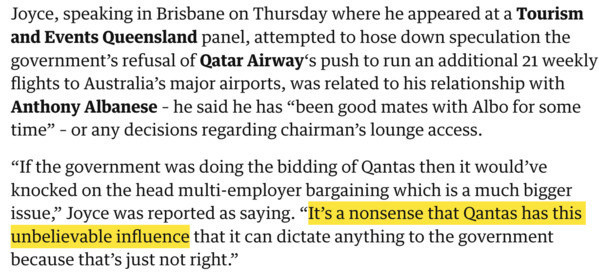 Joyce, speaking in Brisbane on Thursday where he appeared at a Tourism
and Events Queensland panel, attempted to hose down speculation the
government’s refusal of Qatar Airway‘s push to run an additional 21 weekly
flights to Australia’s major airports, was related to his relationship with
Anthony Albanese – he said he has “been good mates with Albo for some
time” – or any decisions regarding chairman’s lounge access.
“If the government was doing the bidding of Qantas then it would’ve
knocked on the head multi-employer bargaining which is a much bigger
issue,” Joyce was reported as saying. “It’s a nonsense that Qantas has this
unbelievable influence that it can dictate anything to the government
because that’s just not right.”